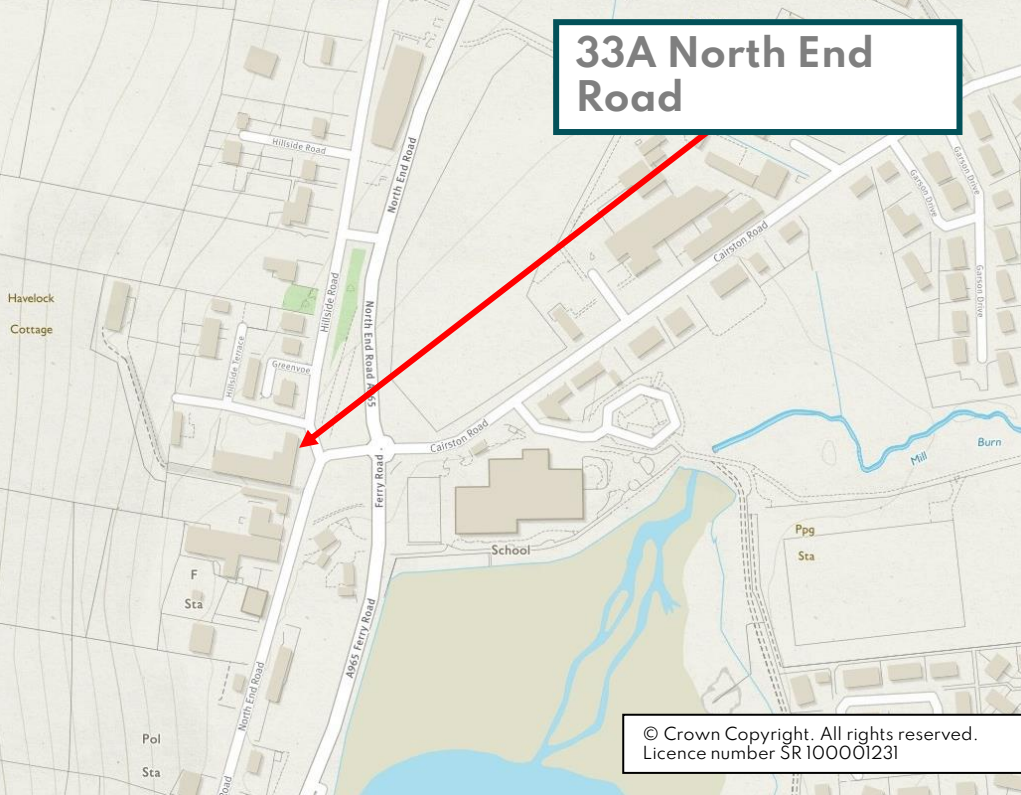 33A North End
Road
Hillside Road
North End Road
Garson Drive
Garson Drive
Cairston Road
Havelock
Cottage
Hillside Road
North End Road A965
Garson Drive
Hillside Terrace
Greenvoe
Cairston Road
Ferry Road
Mill
Burn
School
Ppg
Sta
F
Sta
A965 Ferry Road
North End Road
Pol
Sta
Road
© Crown Copyright. All rights reserved.
Licence number SR 100001231